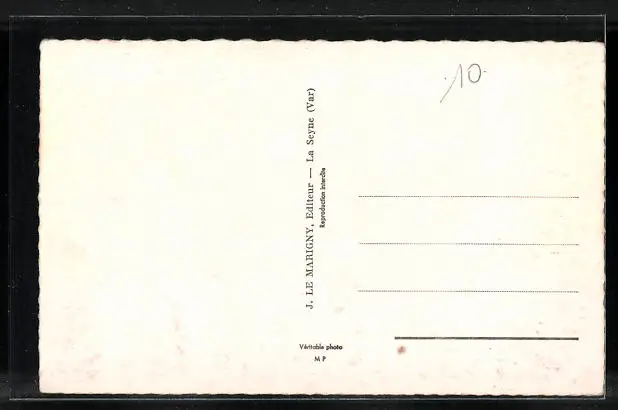 10
J. LE MARIGNY, Editeur — La Seyne (Var)
Reproduction interdite
Véritable photo
M P